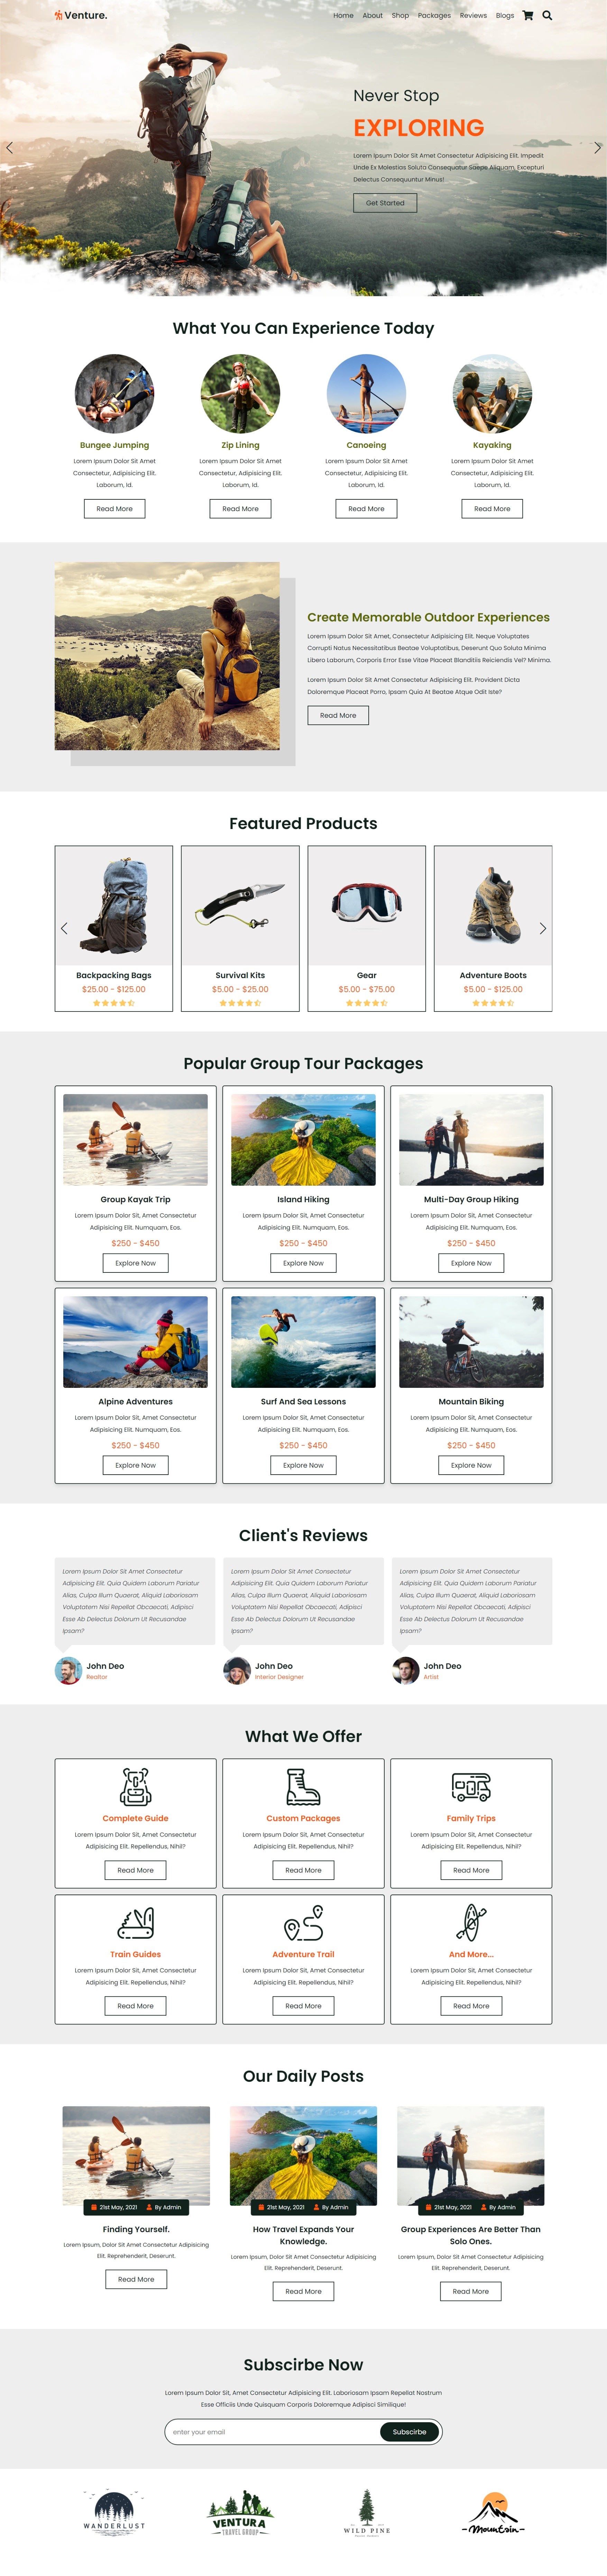 Venture.
Home About Shop Packages Reviews Blogs
Never Stop
EXPLORING
Lorem Ipsum Dolor Sit Amet Consectetur Adipisicing Elit. Impedit
Unde Ex Molestias Soluta Consequatur Saepe Aliquam, Excepturi
Delectus Consequuntur Minus!
Get Started
What You Can Experience Today
Bungee Jumping
Lorem Ipsum Dolor Sit Amet
Consectetur, Adipisicing Elit.
Laborum, Id.
Read More
Zip Lining
Lorem Ipsum Dolor Sit Amet
Consectetur, Adipisicing Elit.
Laborum, Id.
Read More
Canoeing
Lorem Ipsum Dolor Sit Amet
Consectetur, Adipisicing Elit.
Laborum, Id.
Read More
Kayaking
Lorem Ipsum Dolor Sit Amet
Consectetur, Adipisicing Elit.
Laborum, Id.
Read More
Create Memorable Outdoor Experiences
Lorem Ipsum Dolor Sit Amet, Consectetur Adipisicing Elit. Neque Voluptates
Corrupti Natus Necessitatibus Beatae Voluptatibus, Deserunt Quo Soluta Minima
Libero Laborum, Corporis Error Esse Vitae Placeat Blanditiis Reiciendis Vel? Minima.
Lorem Ipsum Dolor Sit Amet Consectetur Adipisicing Elit. Provident Dicta
Doloremque Placeat Porro, Ipsam Quia At Beatae Atque Odit Iste?
Read More
Featured Products
Backpacking Bags
$25.00 - $125.00
Survival Kits
$5.00 - $25.00
Gear
$5.00 - $75.00
Adventure Boots
$5.00 - $125.00
Popular Group Tour Packages
Group Kayak Trip
Lorem Ipsum Dolor Sit, Amet Consectetur
Adipisicing Elit. Numquam, Eos.
$250 - $450
Explore Now
Island Hiking
Lorem Ipsum Dolor Sit, Amet Consectetur
Adipisicing Elit. Numquam, Eos.
$250 - $450
Explore Now
Multi-Day Group Hiking
Lorem Ipsum Dolor Sit, Amet Consectetur
Adipisicing Elit. Numquam, Eos.
$250 - $450
Explore Now
Alpine Adventures
Lorem Ipsum Dolor Sit, Amet Consectetur
Adipisicing Elit. Numquam, Eos.
$250 - $450
Explore Now
Surf And Sea Lessons
Lorem Ipsum Dolor Sit, Amet Consectetur
Adipisicing Elit. Numquam, Eos.
$250 - $450
Explore Now
Mountain Biking
Lorem Ipsum Dolor Sit, Amet Consectetur
Adipisicing Elit. Numquam, Eos.
$250 - $450
Explore Now
Client's Reviews
Lorem Ipsum Dolor Sit Amet Consectetur
Adipisicing Elit. Quia Quidem Laborum Pariatur
Alias, Culpa Illum Quaerat, Aliquid Laboriosam
Voluptatem Nisi Repellat Obcaecati, Adipisci
Esse Ab Delectus Dolorum Ut Recusandae
Ipsam?
John Deo
Realtor
Lorem Ipsum Dolor Sit Amet Consectetur
Adipisicing Elit. Quia Quidem Laborum Pariatur
Alias, Culpa Illum Quaerat, Aliquid Laboriosam
Voluptatem Nisi Repellat Obcaecati, Adipisci
Esse Ab Delectus Dolorum Ut Recusandae
Ipsam?
John Deo
Interior Designer
Lorem Ipsum Dolor Sit Amet Consectetur
Adipisicing Elit. Quia Quidem Laborum Pariatur
Alias, Culpa Illum Quaerat, Aliquid Laboriosam
Voluptatem Nisi Repellat Obcaecati, Adipisci
Esse Ab Delectus Dolorum Ut Recusandae
Ipsam?
John Deo
Artist
What We Offer
Complete Guide
Lorem Ipsum Dolor Sit, Amet Consectetur
Adipisicing Elit. Repellendus, Nihil?
Read More
Custom Packages
Lorem Ipsum Dolor Sit, Amet Consectetur
Adipisicing Elit. Repellendus, Nihil?
Read More
Family Trips
Lorem Ipsum Dolor Sit, Amet Consectetur
Adipisicing Elit. Repellendus, Nihil?
Read More
Train Guides
Lorem Ipsum Dolor Sit, Amet Consectetur
Adipisicing Elit. Repellendus, Nihil?
Read More
Adventure Trail
Lorem Ipsum Dolor Sit, Amet Consectetur
Adipisicing Elit. Repellendus, Nihil?
Read More
And More...
Lorem Ipsum Dolor Sit, Amet Consectetur
Adipisicing Elit. Repellendus, Nihil?
Read More
Our Daily Posts
21st May, 2021 By Admin
Finding Yourself.
Lorem Ipsum, Dolor Sit Amet Consectetur Adipisicing
Elit. Reprehenderit, Deserunt.
Read More
21st May, 2021 By Admin
How Travel Expands Your
Knowledge.
Lorem Ipsum, Dolor Sit Amet Consectetur Adipisicing
Elit. Reprehenderit, Deserunt.
Read More
21st May, 2021 By Admin
Group Experiences Are Better Than
Solo Ones.
Lorem Ipsum, Dolor Sit Amet Consectetur Adipisicing
Elit. Reprehenderit, Deserunt.
Read More
Subscirbe Now
Lorem Ipsum Dolor Sit, Amet Consectetur Adipisicing Elit. Laboriosam Ipsam Repellat Nostrum
Esse Officiis Unde Quisquam Corporis Doloremque Adipisci Similique!
enter your email
Subscirbe
WANDERLUST
VENTURA
TRAVEL GROUP
WILD PINE
Mountain